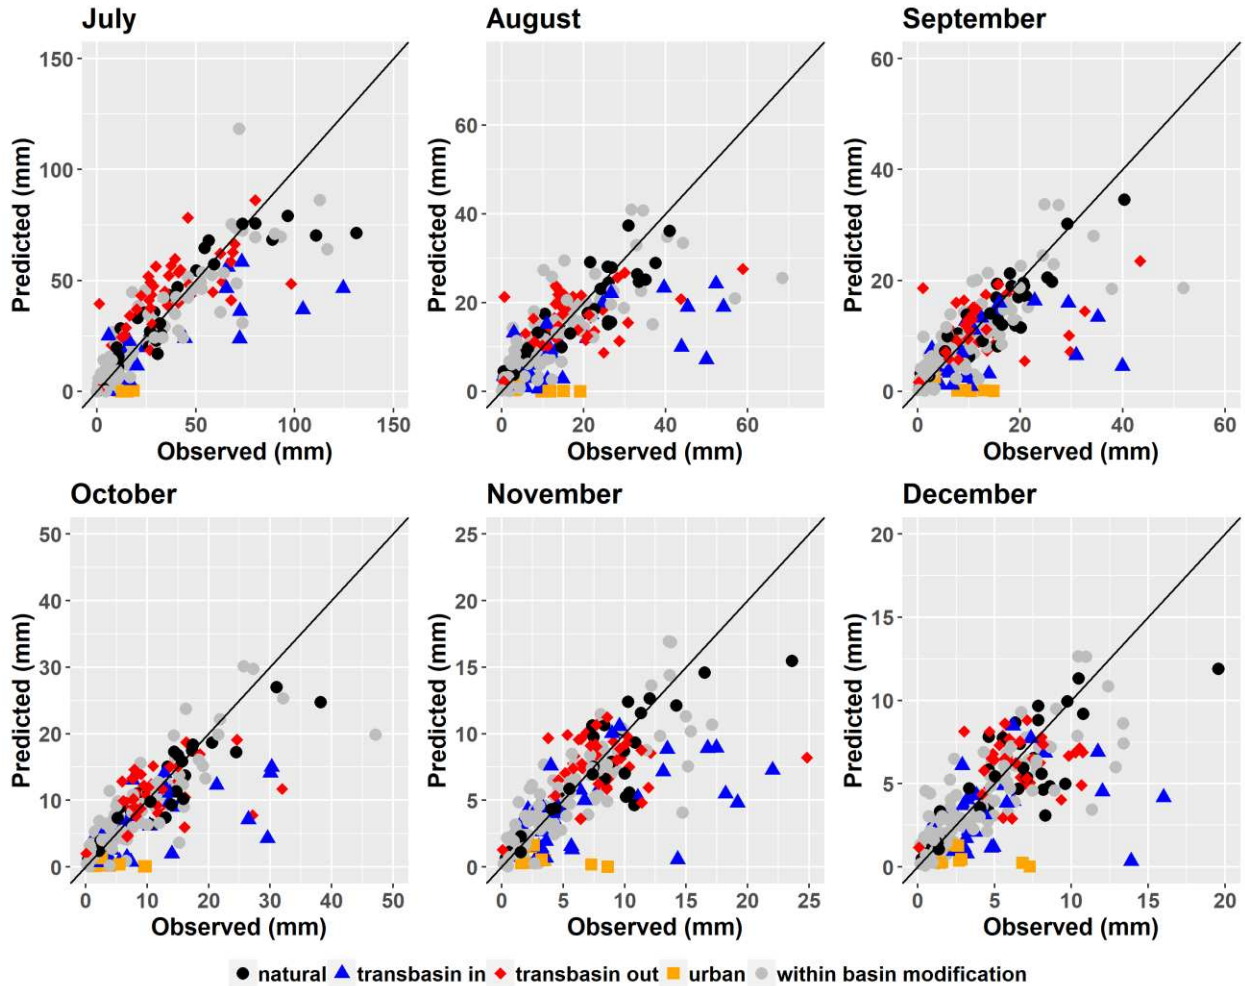 July
August
September
150
100
50
0
Predicted (mm)
0 50 100 150
Observed (mm)
60
40
20
0
Predicted (mm)
0 20 40 60
Observed (mm)
60
40
20
0
Predicted (mm)
0 20 40 60
Observed (mm)
October
November
December
50
40
30
20
10
0
Predicted (mm)
0 10 20 30 40 50
Observed (mm)
25
20
15
10
5
0
Predicted (mm)
0 5 10 15 20 25
Observed (mm)
20
15
10
5
0
Predicted (mm)
0 5 10 15 20
Observed (mm)
natural transbasin in transbasin out urban within basin modification